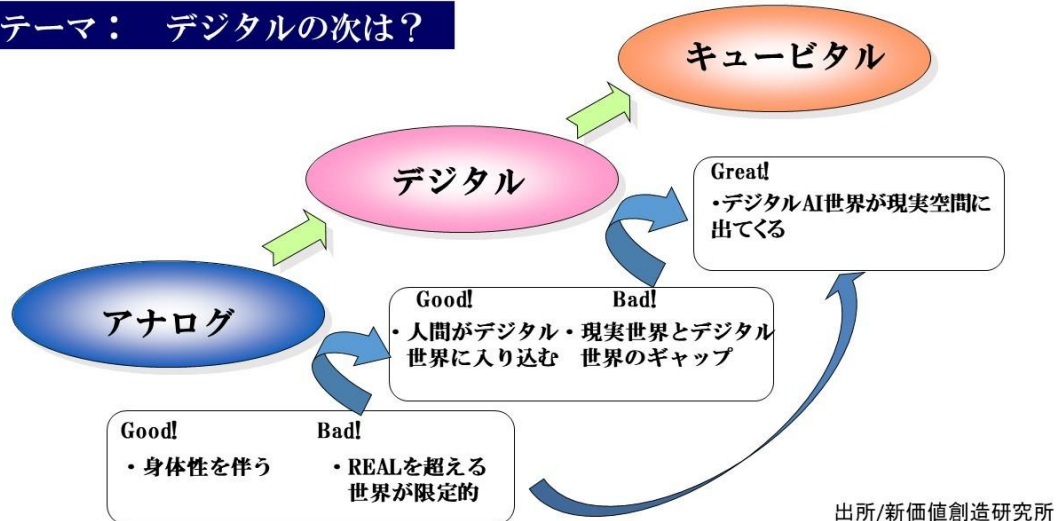 テーマ： デジタルの次は？
キュービタル
デジタル
Great!
・デジタルAI世界が現実空間に
出てくる
アナログ
Good! Bad!
・人間がデジタル ・現実世界とデジタル
世界に入り込む 世界のギャップ
Good! Bad!
・身体性を伴う ・REALを超える
世界が限定的
出所/新価値創造研究所